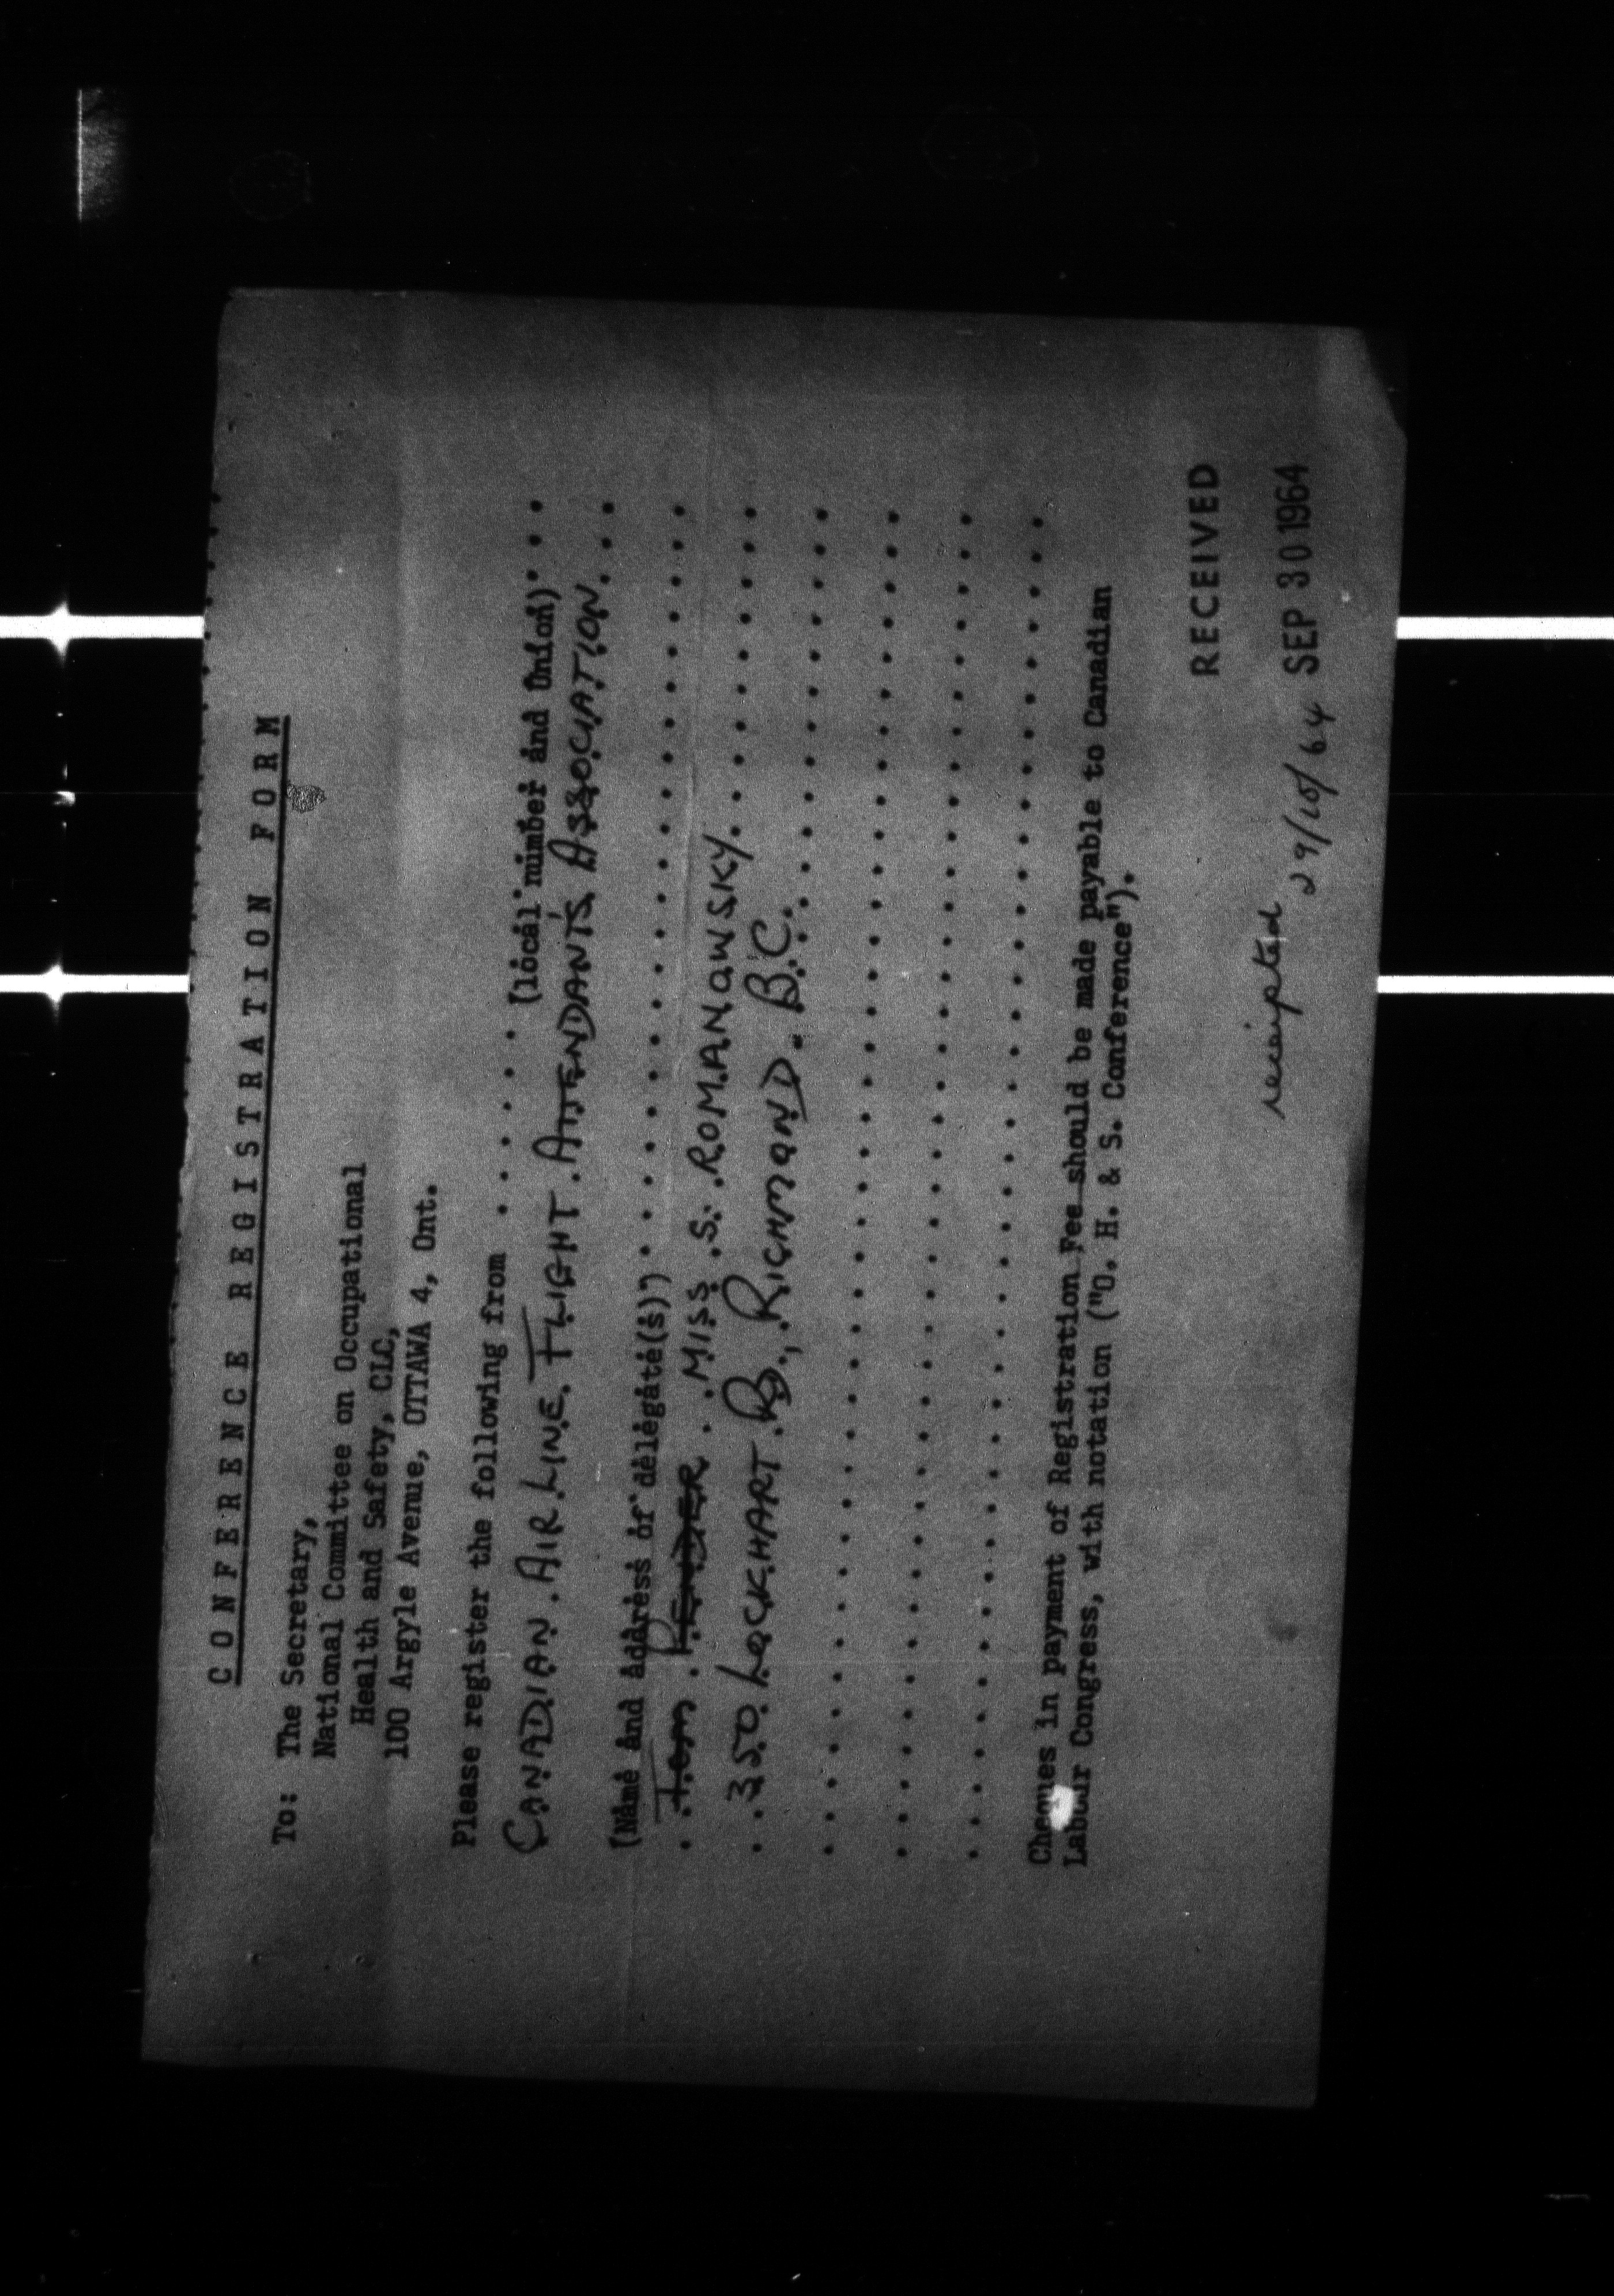 CONFERENCE REGISTRATION FORM
To: The Secretary,
National Committee on Occupational
Health and Safety, CLC,
100 Argyle Avenue, OTTAWA 4, Ont.
Please register the following from . . . . . . (local number and Union) . . .
CANADIAN AIR LINE FLIGHT ATTENDANT'S ASSOCIATION
(Name and address of delegate(s))
Tom PENDER MISS S. ROMANOWSKY
350 LOCKHART RD., RICHMOND B.C.
Cheques in payment of Registration Fee should be made payable to Canadian
Labour Congress, with notation ("O. H. & S. Conference").
RECEIVED
receipted 29/10/64 SEP 30 1964